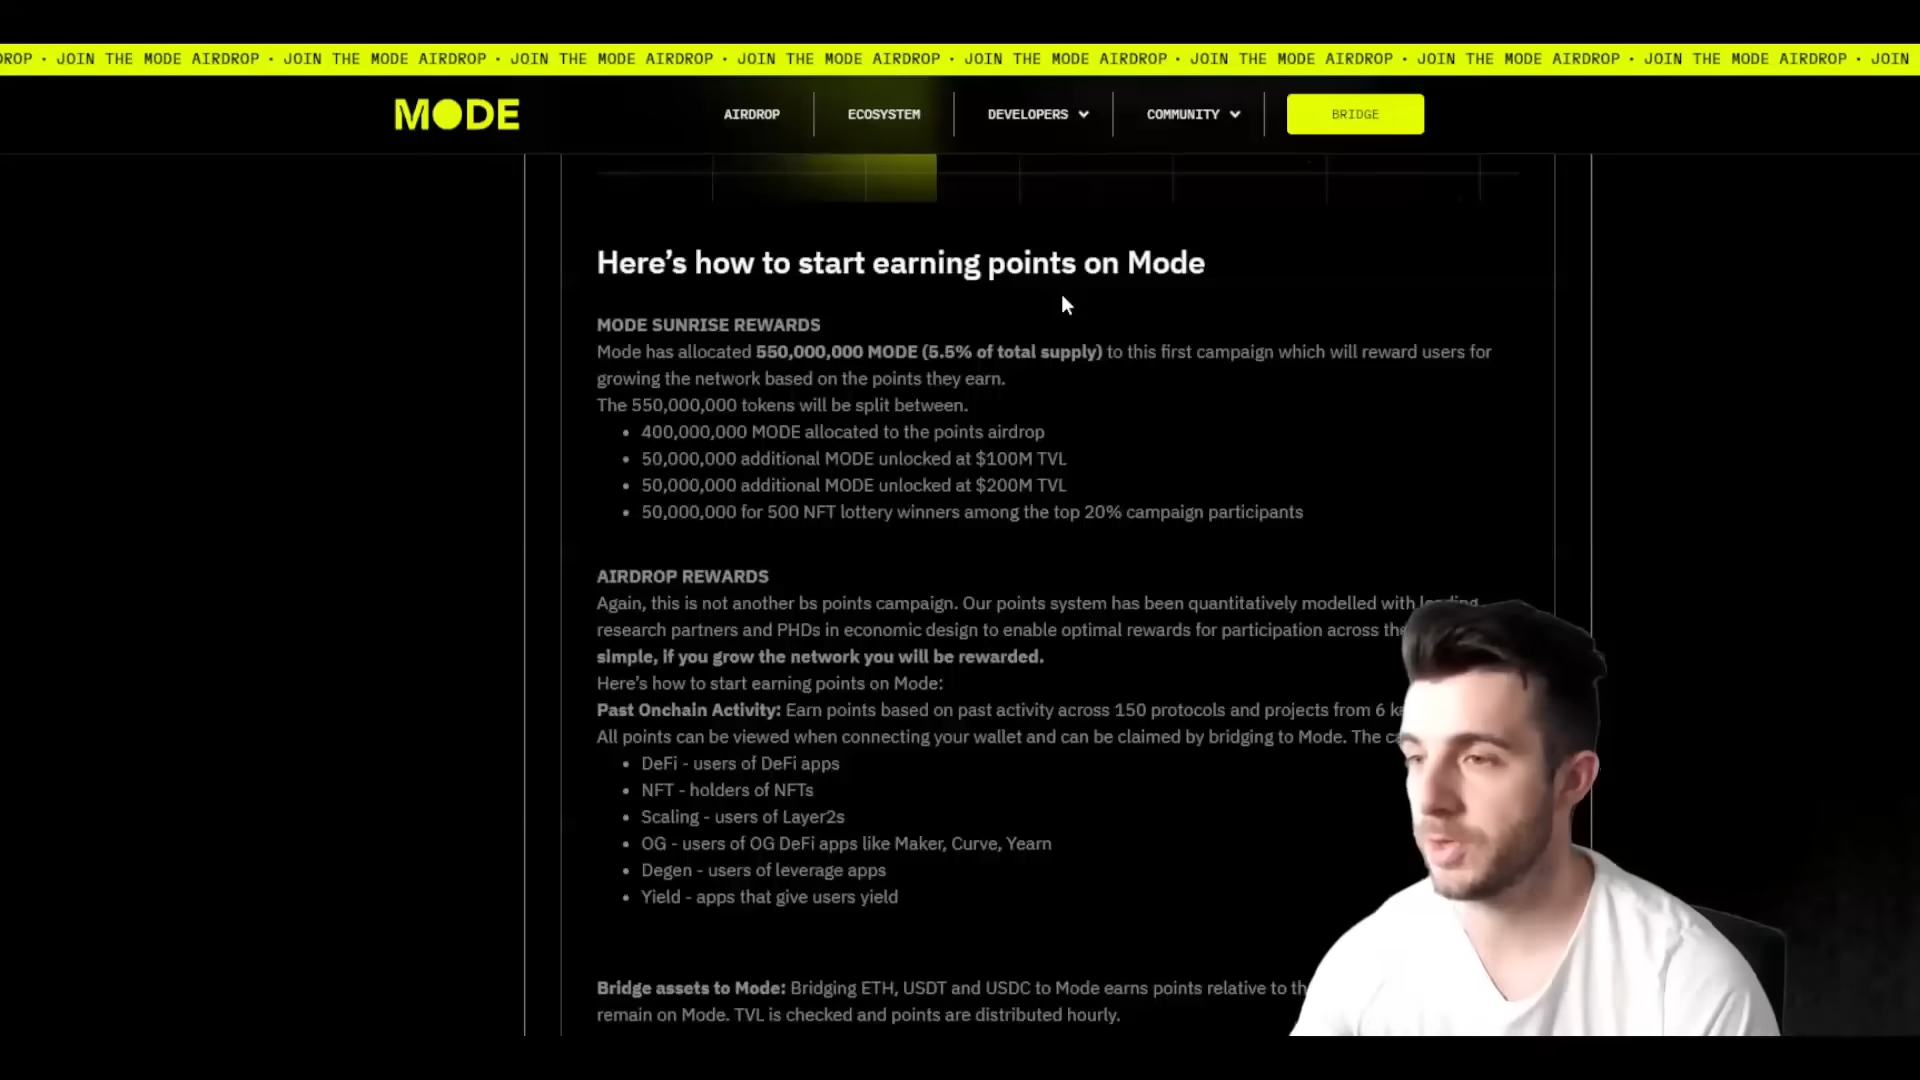 JOIN THE MODE AIRDROP · JOIN THE MODE AIRDROP · JOIN THE MODE AIRDROP · JOIN THE MODE AIRDROP · JOIN THE MODE AIRDROP · JOIN THE MODE AIRDROP · JOIN THE MODE AIRDROP · JOIN THE MODE AIRDROP · JOIN
MODE AIRDROP ECOSYSTEM DEVELOPERS COMMUNITY BRIDGE
Here’s how to start earning points on Mode
MODE SUNRISE REWARDS
Mode has allocated 550,000,000 MODE (5.5% of total supply) to this first campaign which will reward users for
growing the network based on the points they earn.
The 550,000,000 tokens will be split between.
• 400,000,000 MODE allocated to the points airdrop
• 50,000,000 additional MODE unlocked at $100M TVL
• 50,000,000 additional MODE unlocked at $200M TVL
• 50,000,000 for 500 NFT lottery winners among the top 20% campaign participants
AIRDROP REWARDS
Again, this is not another bs points campaign. Our points system has been quantitatively modelled with leading
research partners and PHDs in economic design to enable optimal rewards for participation across the
simple, if you grow the network you will be rewarded.
Here’s how to start earning points on Mode:
Past Onchain Activity: Earn points based on past activity across 150 protocols and projects from 6
All points can be viewed when connecting your wallet and can be claimed by bridging to Mode. The
• DeFi - users of DeFi apps
• NFT - holders of NFTs
• Scaling - users of Layer2s
• OG - users of OG DeFi apps like Maker, Curve, Yearn
• Degen - users of leverage apps
• Yield - apps that give users yield
Bridge assets to Mode: Bridging ETH, USDT and USDC to Mode earns points relative to
remain on Mode. TVL is checked and points are distributed hourly.